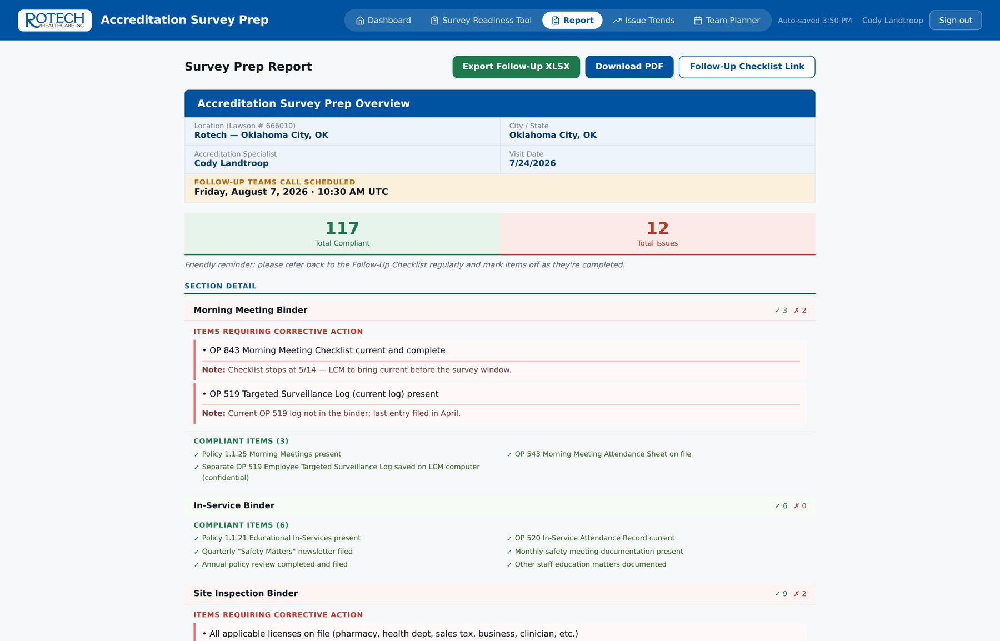 ROTECH
HEALTHCARE INC.
Accreditation Survey Prep
Dashboard
Survey Readiness Tool
Report
Issue Trends
Team Planner
Auto-saved 3:50 PM
Cody Landtroop
Sign out
Survey Prep Report
Export Follow-Up XLSX
Download PDF
Follow-Up Checklist Link
Accreditation Survey Prep Overview
Location (Lawson # 666010)
Rotech — Oklahoma City, OK
City / State
Oklahoma City, OK
Accreditation Specialist
Cody Landtroop
Visit Date
7/24/2026
FOLLOW-UP TEAMS CALL SCHEDULED
Friday, August 7, 2026 · 10:30 AM UTC
117
Total Compliant
12
Total Issues
Friendly reminder: please refer back to the Follow-Up Checklist regularly and mark items off as they're completed.
SECTION DETAIL
Morning Meeting Binder
✓ 3 ✗ 2
ITEMS REQUIRING CORRECTIVE ACTION
• OP 843 Morning Meeting Checklist current and complete
Note: Checklist stops at 5/14 — LCM to bring current before the survey window.
• OP 519 Targeted Surveillance Log (current log) present
Note: Current OP 519 log not in the binder; last entry filed in April.
COMPLIANT ITEMS (3)
✓ Policy 1.1.25 Morning Meetings present
✓ OP 543 Morning Meeting Attendance Sheet on file
✓ Separate OP 519 Employee Targeted Surveillance Log saved on LCM computer
(confidential)
In-Service Binder
✓ 6 ✗ 0
COMPLIANT ITEMS (6)
✓ Policy 1.1.21 Educational In-Services present
✓ OP 520 In-Service Attendance Record current
✓ Quarterly "Safety Matters" newsletter filed
✓ Monthly safety meeting documentation present
✓ Annual policy review completed and filed
✓ Other staff education matters documented
Site Inspection Binder
✓ 9 ✗ 2
ITEMS REQUIRING CORRECTIVE ACTION
• All applicable licenses on file (pharmacy, health dept, sales tax, business, clinician, etc.)